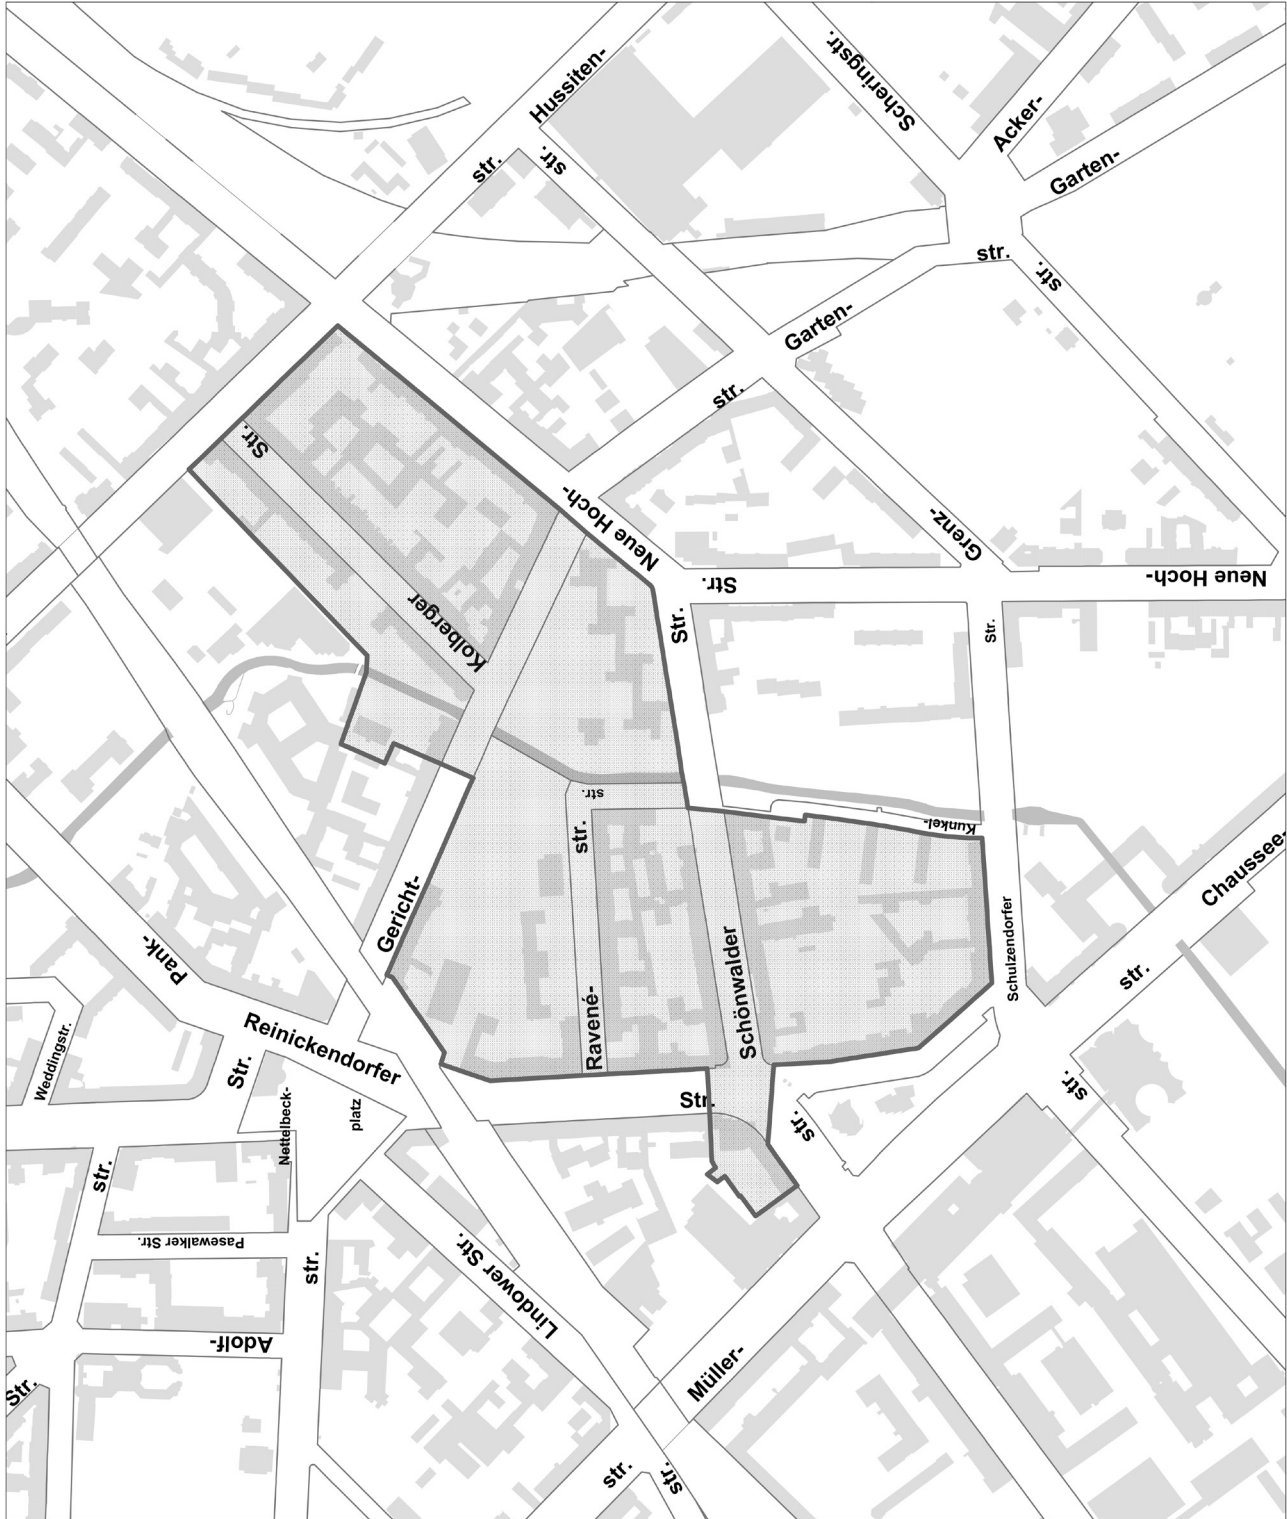 Hussiten-
str.
str.
Scheringstr.
Acker-
Garten-
str.
str.
Garten-
str.
Str.
Neue Hoch-
Grenz-
Str.
Neue Hoch-
Kolberger
Str.
Str.
str.
str.
Kunkel-
Gericht-
Chaussee-
str.
Schulzendorfer
Schönwalder
Ravené-
Pank-
Reinickendorfer
Weddingstr.
Str.
Nettelbeck-
platz
Str.
str.
str.
str.
Pasewalker Str.
str.
Lindower Str.
Adolf-
Müller-
Str.
str.
str.